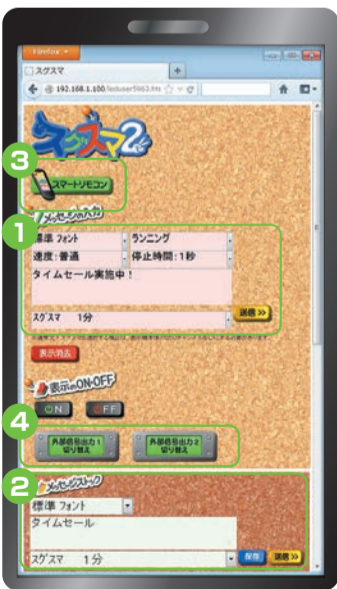 Firefox
スグスマ
192.168.1.100
スグスマ2
3
スマートリモコン
メッセージの入力
1
標準 フォント
ランニング
速度:普通
停止時間:1秒
タイムセール実施中!
スグスマ 1分
送信
表示消去
表示のON・OFF
ON
OFF
4
外部信号出力1
切り替え
外部信号出力2
切り替え
2
メッセージストック
標準 フォント
タイムセール
スグスマ 1分
保存
送信